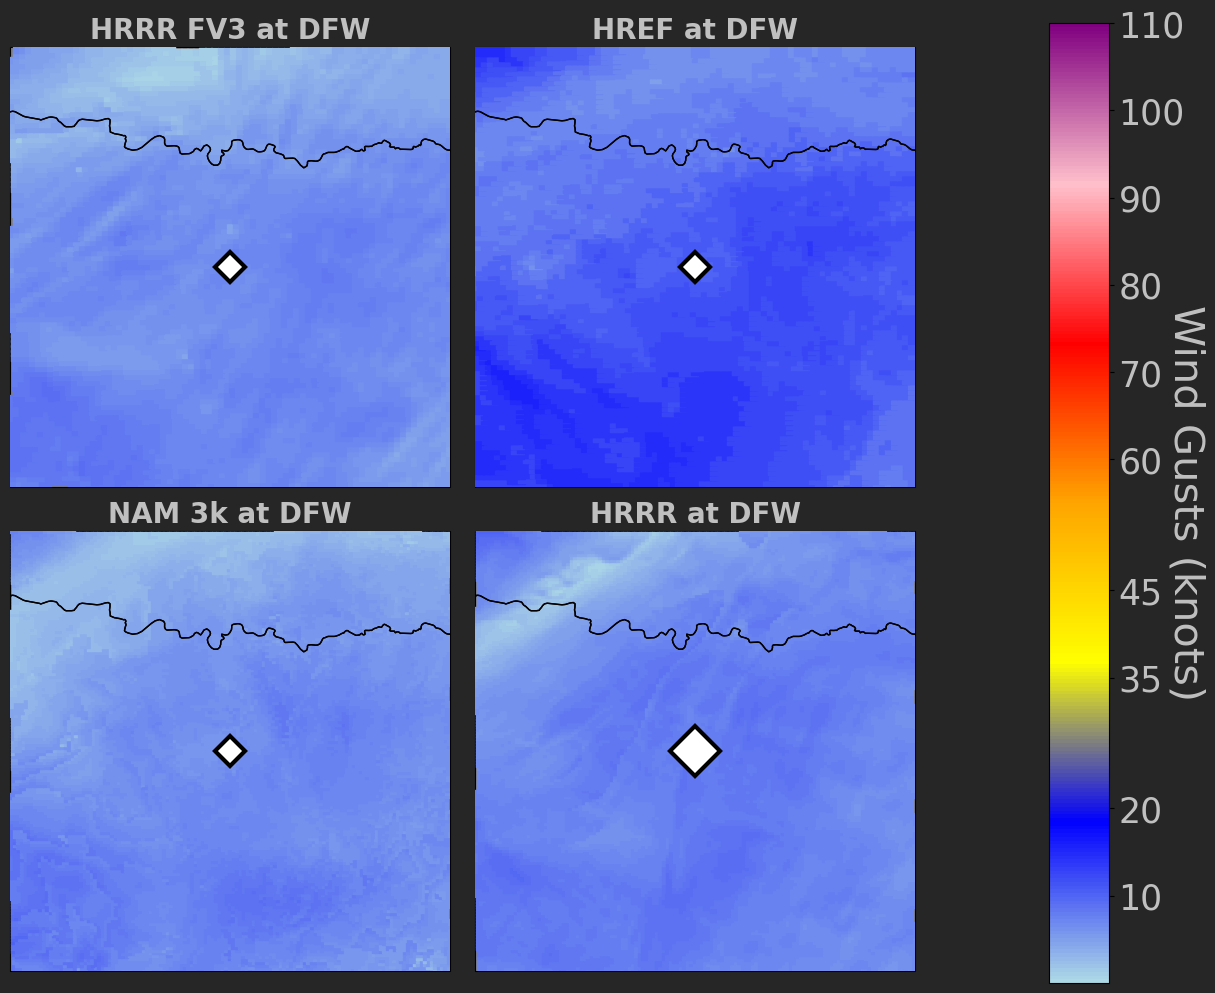 HRRR FV3 at DFW
HREF at DFW
NAM 3k at DFW
HRRR at DFW
110
100
90
80
70
60
45
35
20
10
Wind Gusts (knots)